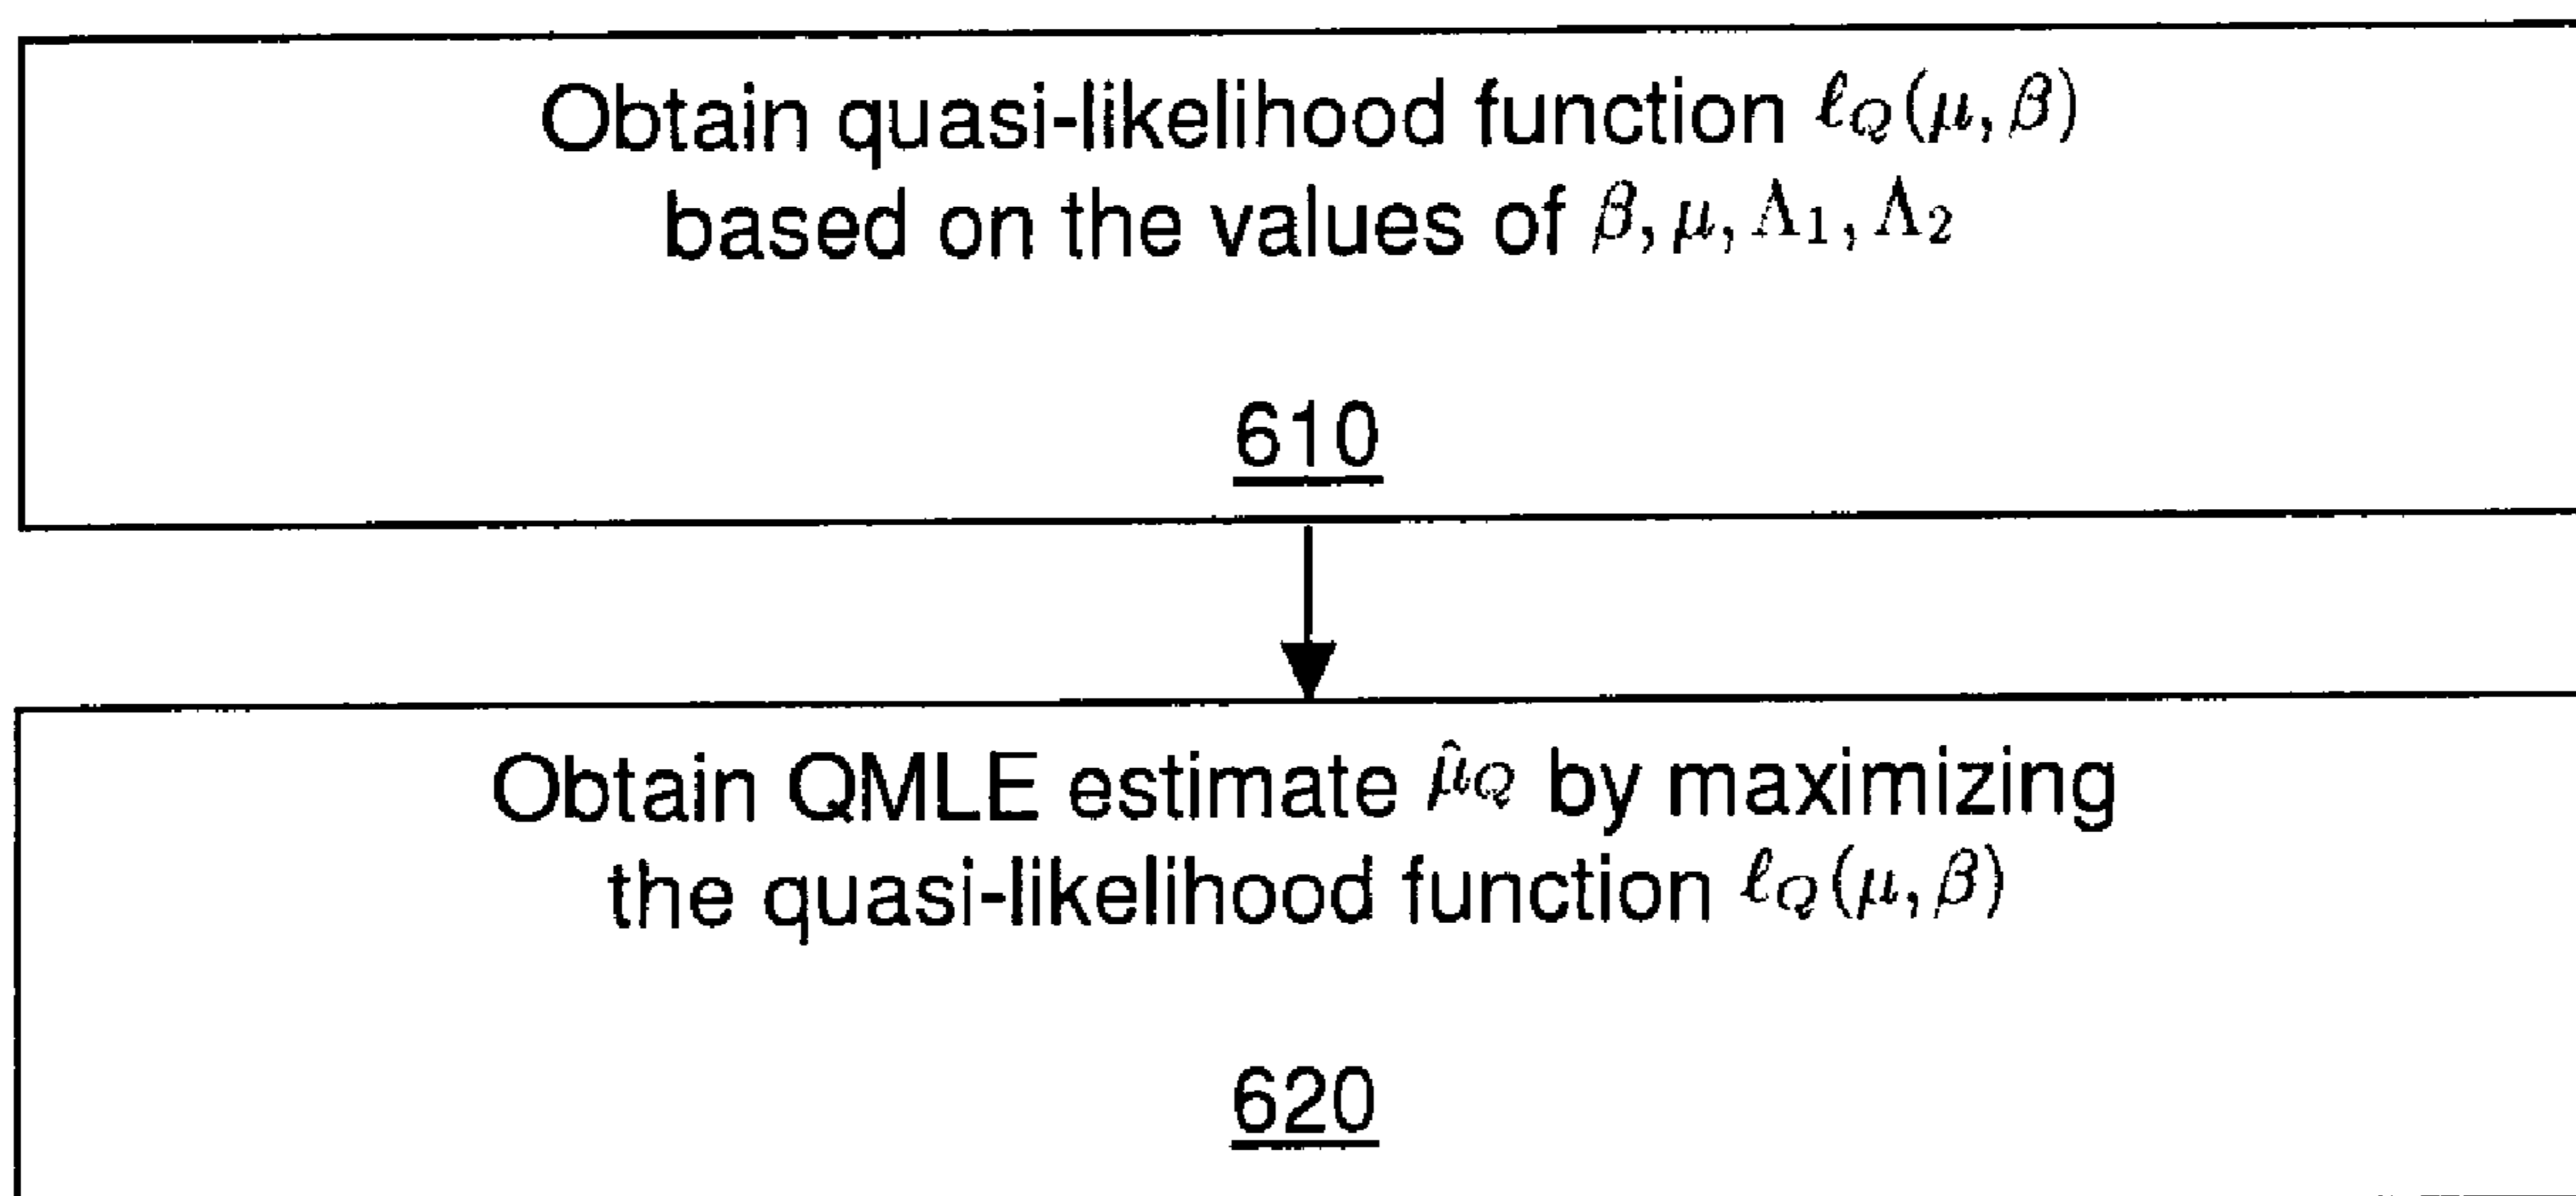 Obtain quasi-likelihood function ℓ_Q(μ, β)
based on the values of β, μ, Λ₁, Λ₂
610
Obtain QMLE estimate μ̂_Q by maximizing
the quasi-likelihood function ℓ_Q(μ, β)
620